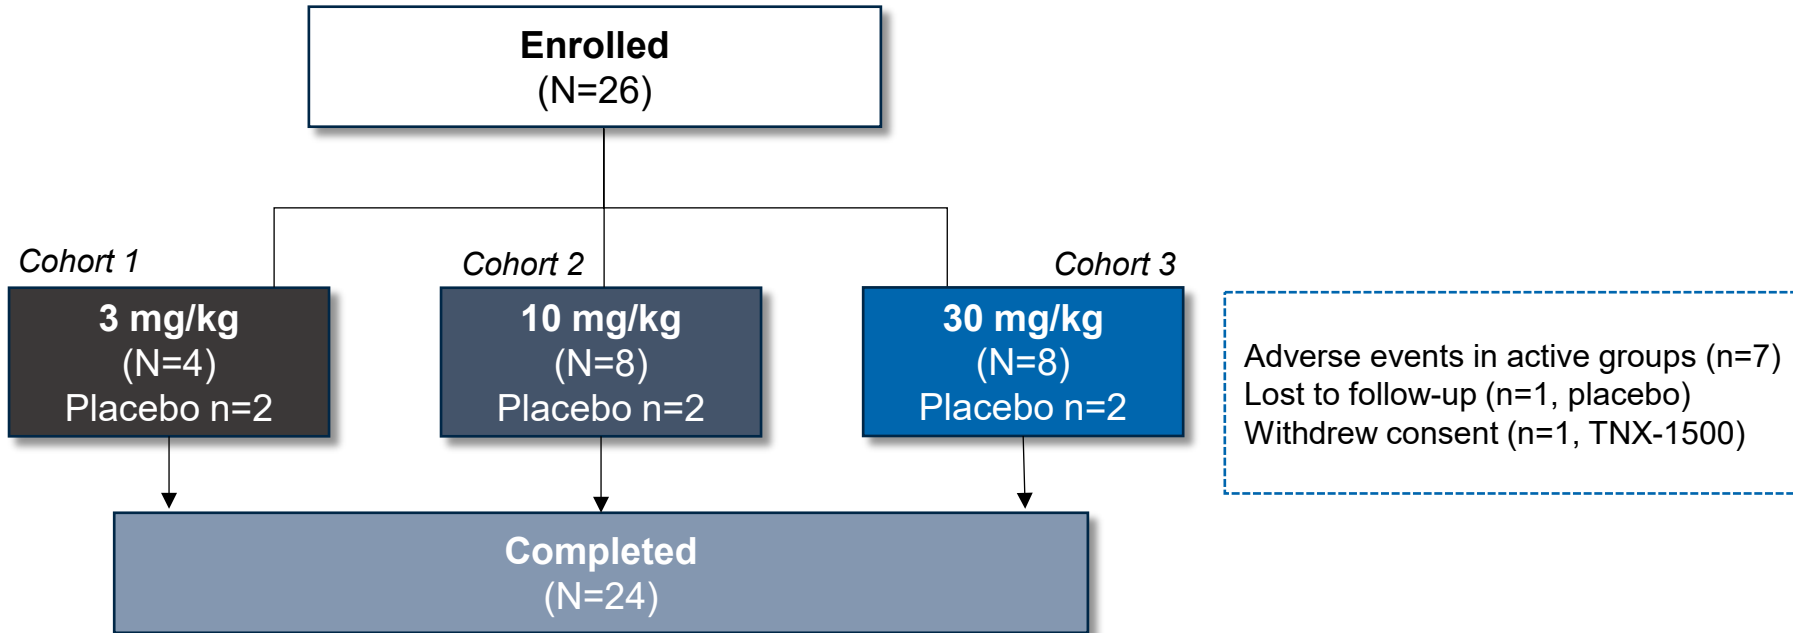 Enrolled
(N=26)
Cohort 1
3 mg/kg
(N=4)
Placebo n=2
Cohort 2
10 mg/kg
(N=8)
Placebo n=2
Cohort 3
30 mg/kg
(N=8)
Placebo n=2
Adverse events in active groups (n=7)
Lost to follow-up (n=1, placebo)
Withdrew consent (n=1, TNX-1500)
Completed
(N=24)